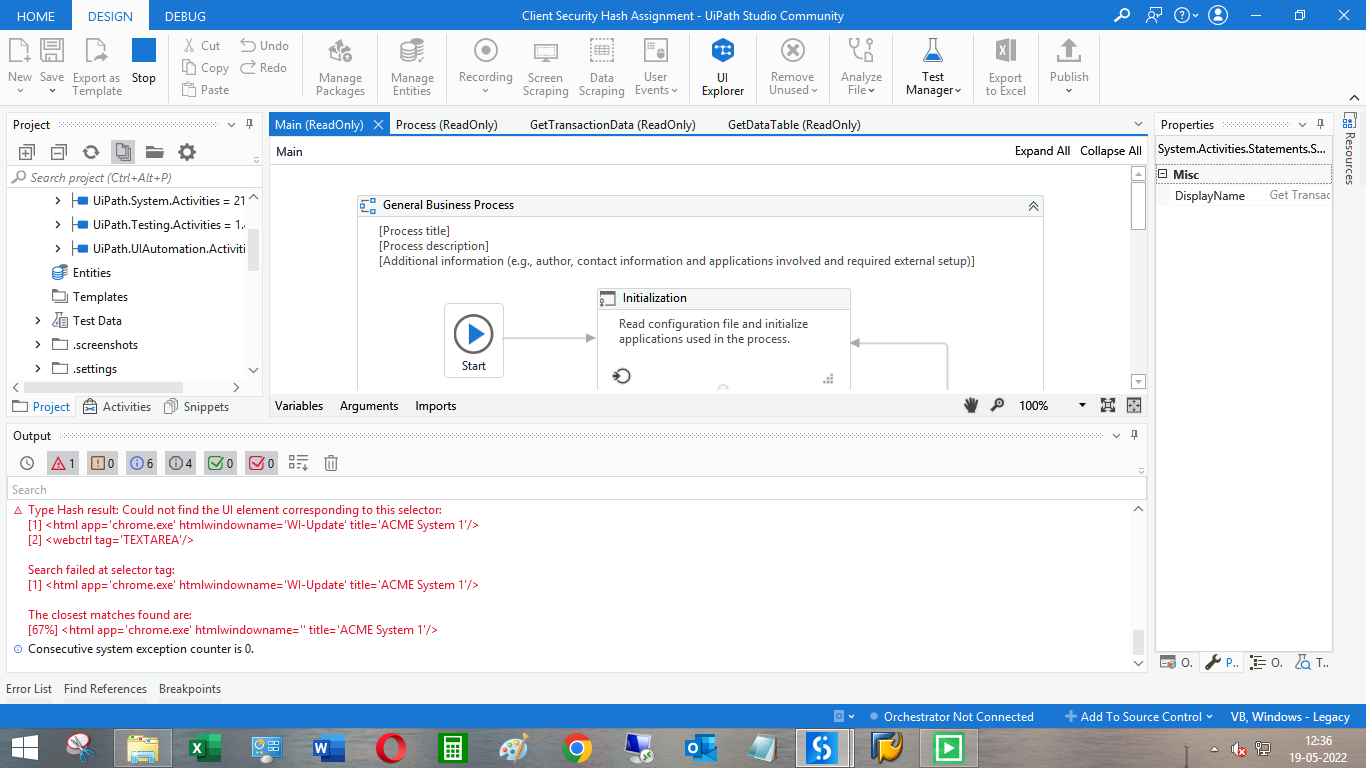 HOME DESIGN DEBUG Client Security Hash Assignment - UiPath Studio Community
Cut Undo
Copy Redo
Paste
New Save Export as Template Stop Manage Packages Manage Entities Recording Screen Scraping Data Scraping User Events UI Explorer Remove Unused Analyze File Test Manager Export to Excel Publish
Project
Search project (Ctrl+Alt+P)
UiPath.System.Activities = 21
UiPath.Testing.Activities = 1.
UiPath.UIAutomation.Activiti
Entities
Templates
Test Data
.screenshots
.settings
Project Activities Snippets
Main (ReadOnly) Process (ReadOnly) GetTransactionData (ReadOnly) GetDataTable (ReadOnly)
Main Expand All Collapse All
General Business Process
[Process title]
[Process description]
[Additional information (e.g., author, contact information and applications involved and required external setup)]
Start
Initialization
Read configuration file and initialize
applications used in the process.
Variables Arguments Imports 100%
Properties
System.Activities.Statements.S...
Misc
DisplayName Get Transac
Resources
O. P.. O. T..
Output
1 0 6 4 0 0
Search
Type Hash result: Could not find the UI element corresponding to this selector:
[1] <html app='chrome.exe' htmlwindowname='WI-Update' title='ACME System 1'/>
[2] <webctrl tag='TEXTAREA'/>
Search failed at selector tag:
[1] <html app='chrome.exe' htmlwindowname='WI-Update' title='ACME System 1'/>
The closest matches found are:
[67%] <html app='chrome.exe' htmlwindowname='' title='ACME System 1'/>
Consecutive system exception counter is 0.
Error List Find References Breakpoints
Orchestrator Not Connected Add To Source Control VB, Windows - Legacy
12:36
19-05-2022